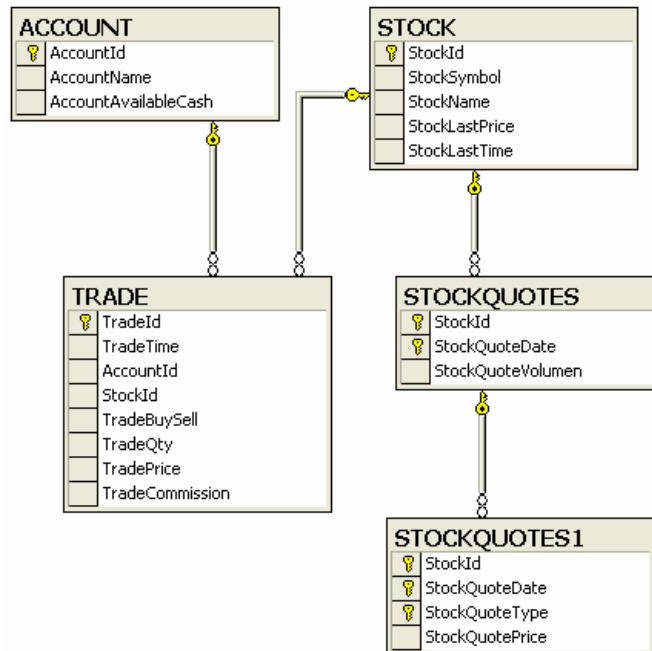 ACCOUNT
AccountId
AccountName
AccountAvailableCash
STOCK
StockId
StockSymbol
StockName
StockLastPrice
StockLastTime
TRADE
TradeId
TradeTime
AccountId
StockId
TradeBuySell
TradeQty
TradePrice
TradeCommission
STOCKQUOTES
StockId
StockQuoteDate
StockQuoteVolumen
STOCKQUOTES1
StockId
StockQuoteDate
StockQuoteType
StockQuotePrice